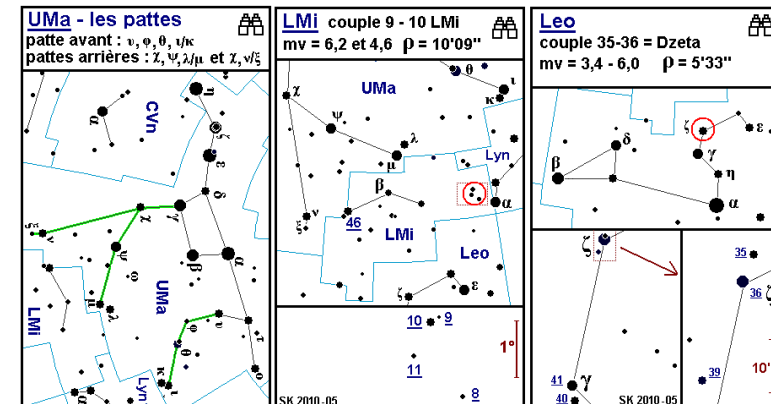 UMa - les pattes
patte avant : υ, φ, θ, ι/κ
pattes arrières : χ, ψ, λ/μ et χ, ν/ξ
η
CVn
α
ζ
ε
δ
χ
γ
ξ
ν
ψ
β
α
ω
UMa
μ
λ
LMi
φ
υ
θ
τ
κ
ι
ο
Lyn
α
LMi couple 9 - 10 LMi
mv = 6,2 et 4,6 ρ = 10'09"
θ
UMa
ι
χ
κ
ψ
λ
μ
Lyn
β
α
ν
46
ξ
LMi
Leo
ζ
ε
10
9
1°
11
8
SK 2010-05
Leo
couple 35-36 = Dzeta
mv = 3,4 - 6,0 ρ = 5'33"
ζ
ε
δ
β
γ
η
α
ζ
35
36
ζ
41
γ
39
10'
40
SK 2010-05